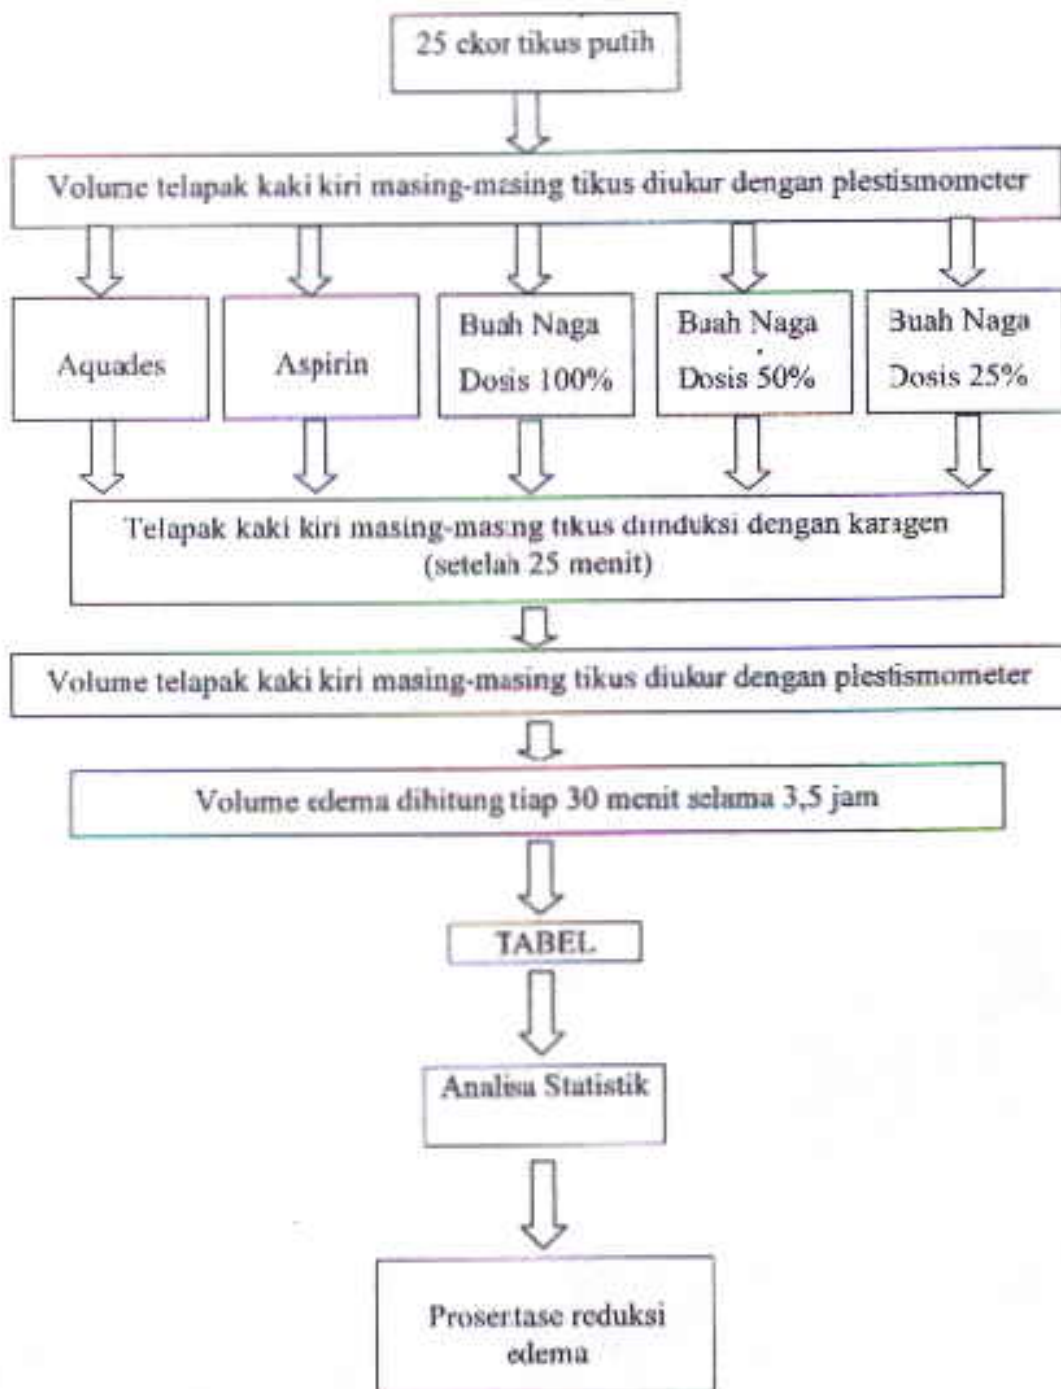 25 ekor tikus putih
Volume telapak kaki kiri masing-masing tikus diukur dengan plestismometer
Aquades
Aspirin
Buah Naga
Dosis 100%
Buah Naga
Dosis 50%
Buah Naga
Dosis 25%
Telapak kaki kiri masing-masing tikus diinduksi dengan karagen
(setelah 25 menit)
Volume telapak kaki kiri masing-masing tikus diukur dengan plestismometer
Volume edema dihitung tiap 30 menit selama 3,5 jam
TABEL
Analisa Statistik
Prosentase reduksi
edema